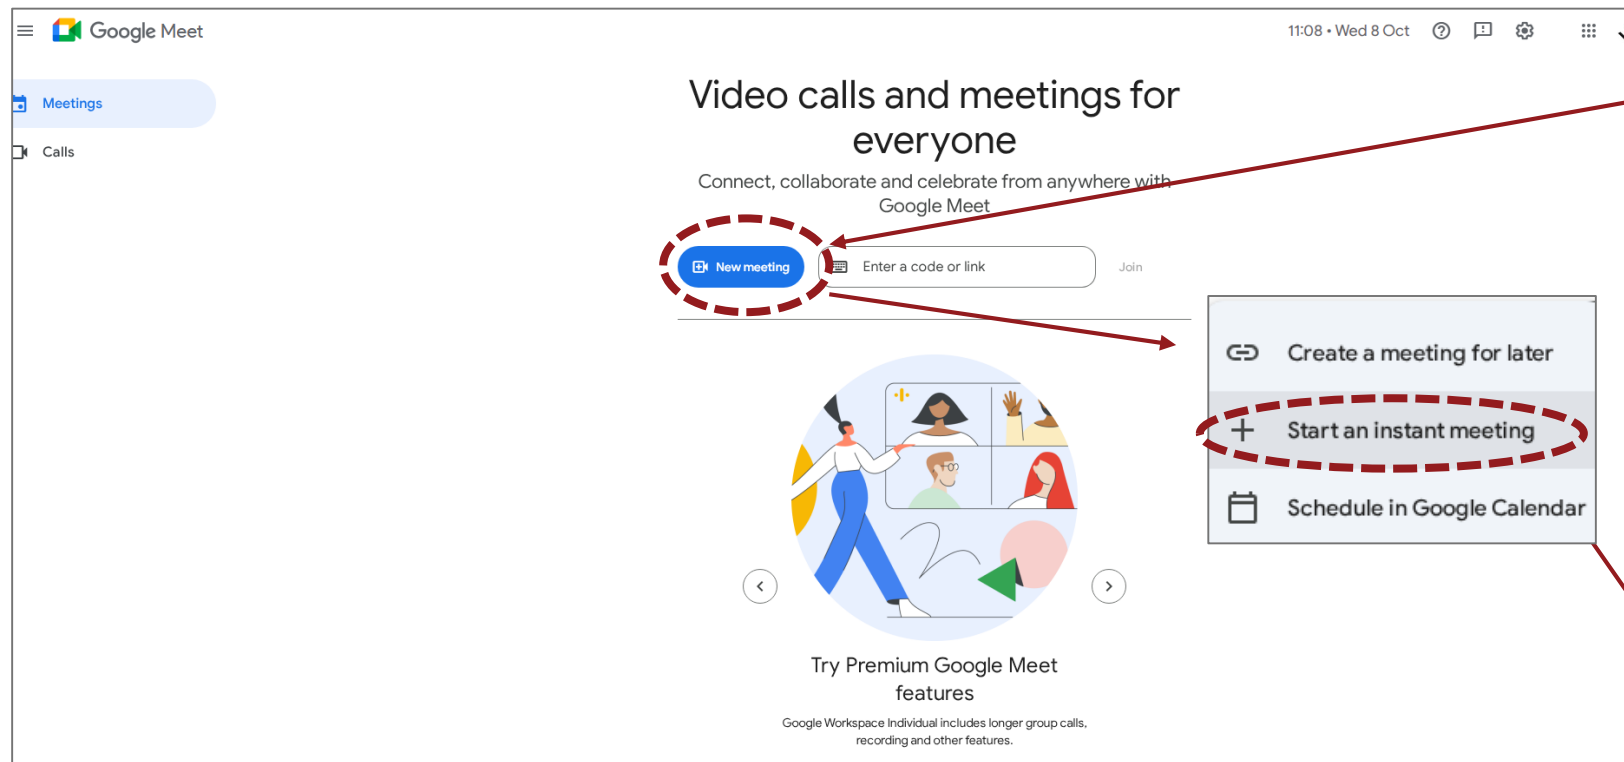 Google Meet
11:08 • Wed 8 Oct
Meetings
Calls
Video calls and meetings for
everyone
Connect, collaborate and celebrate from anywhere with
Google Meet
New meeting
Enter a code or link
Join
Create a meeting for later
Start an instant meeting
Schedule in Google Calendar
Try Premium Google Meet
features
Google Workspace Individual includes longer group calls,
recording and other features.